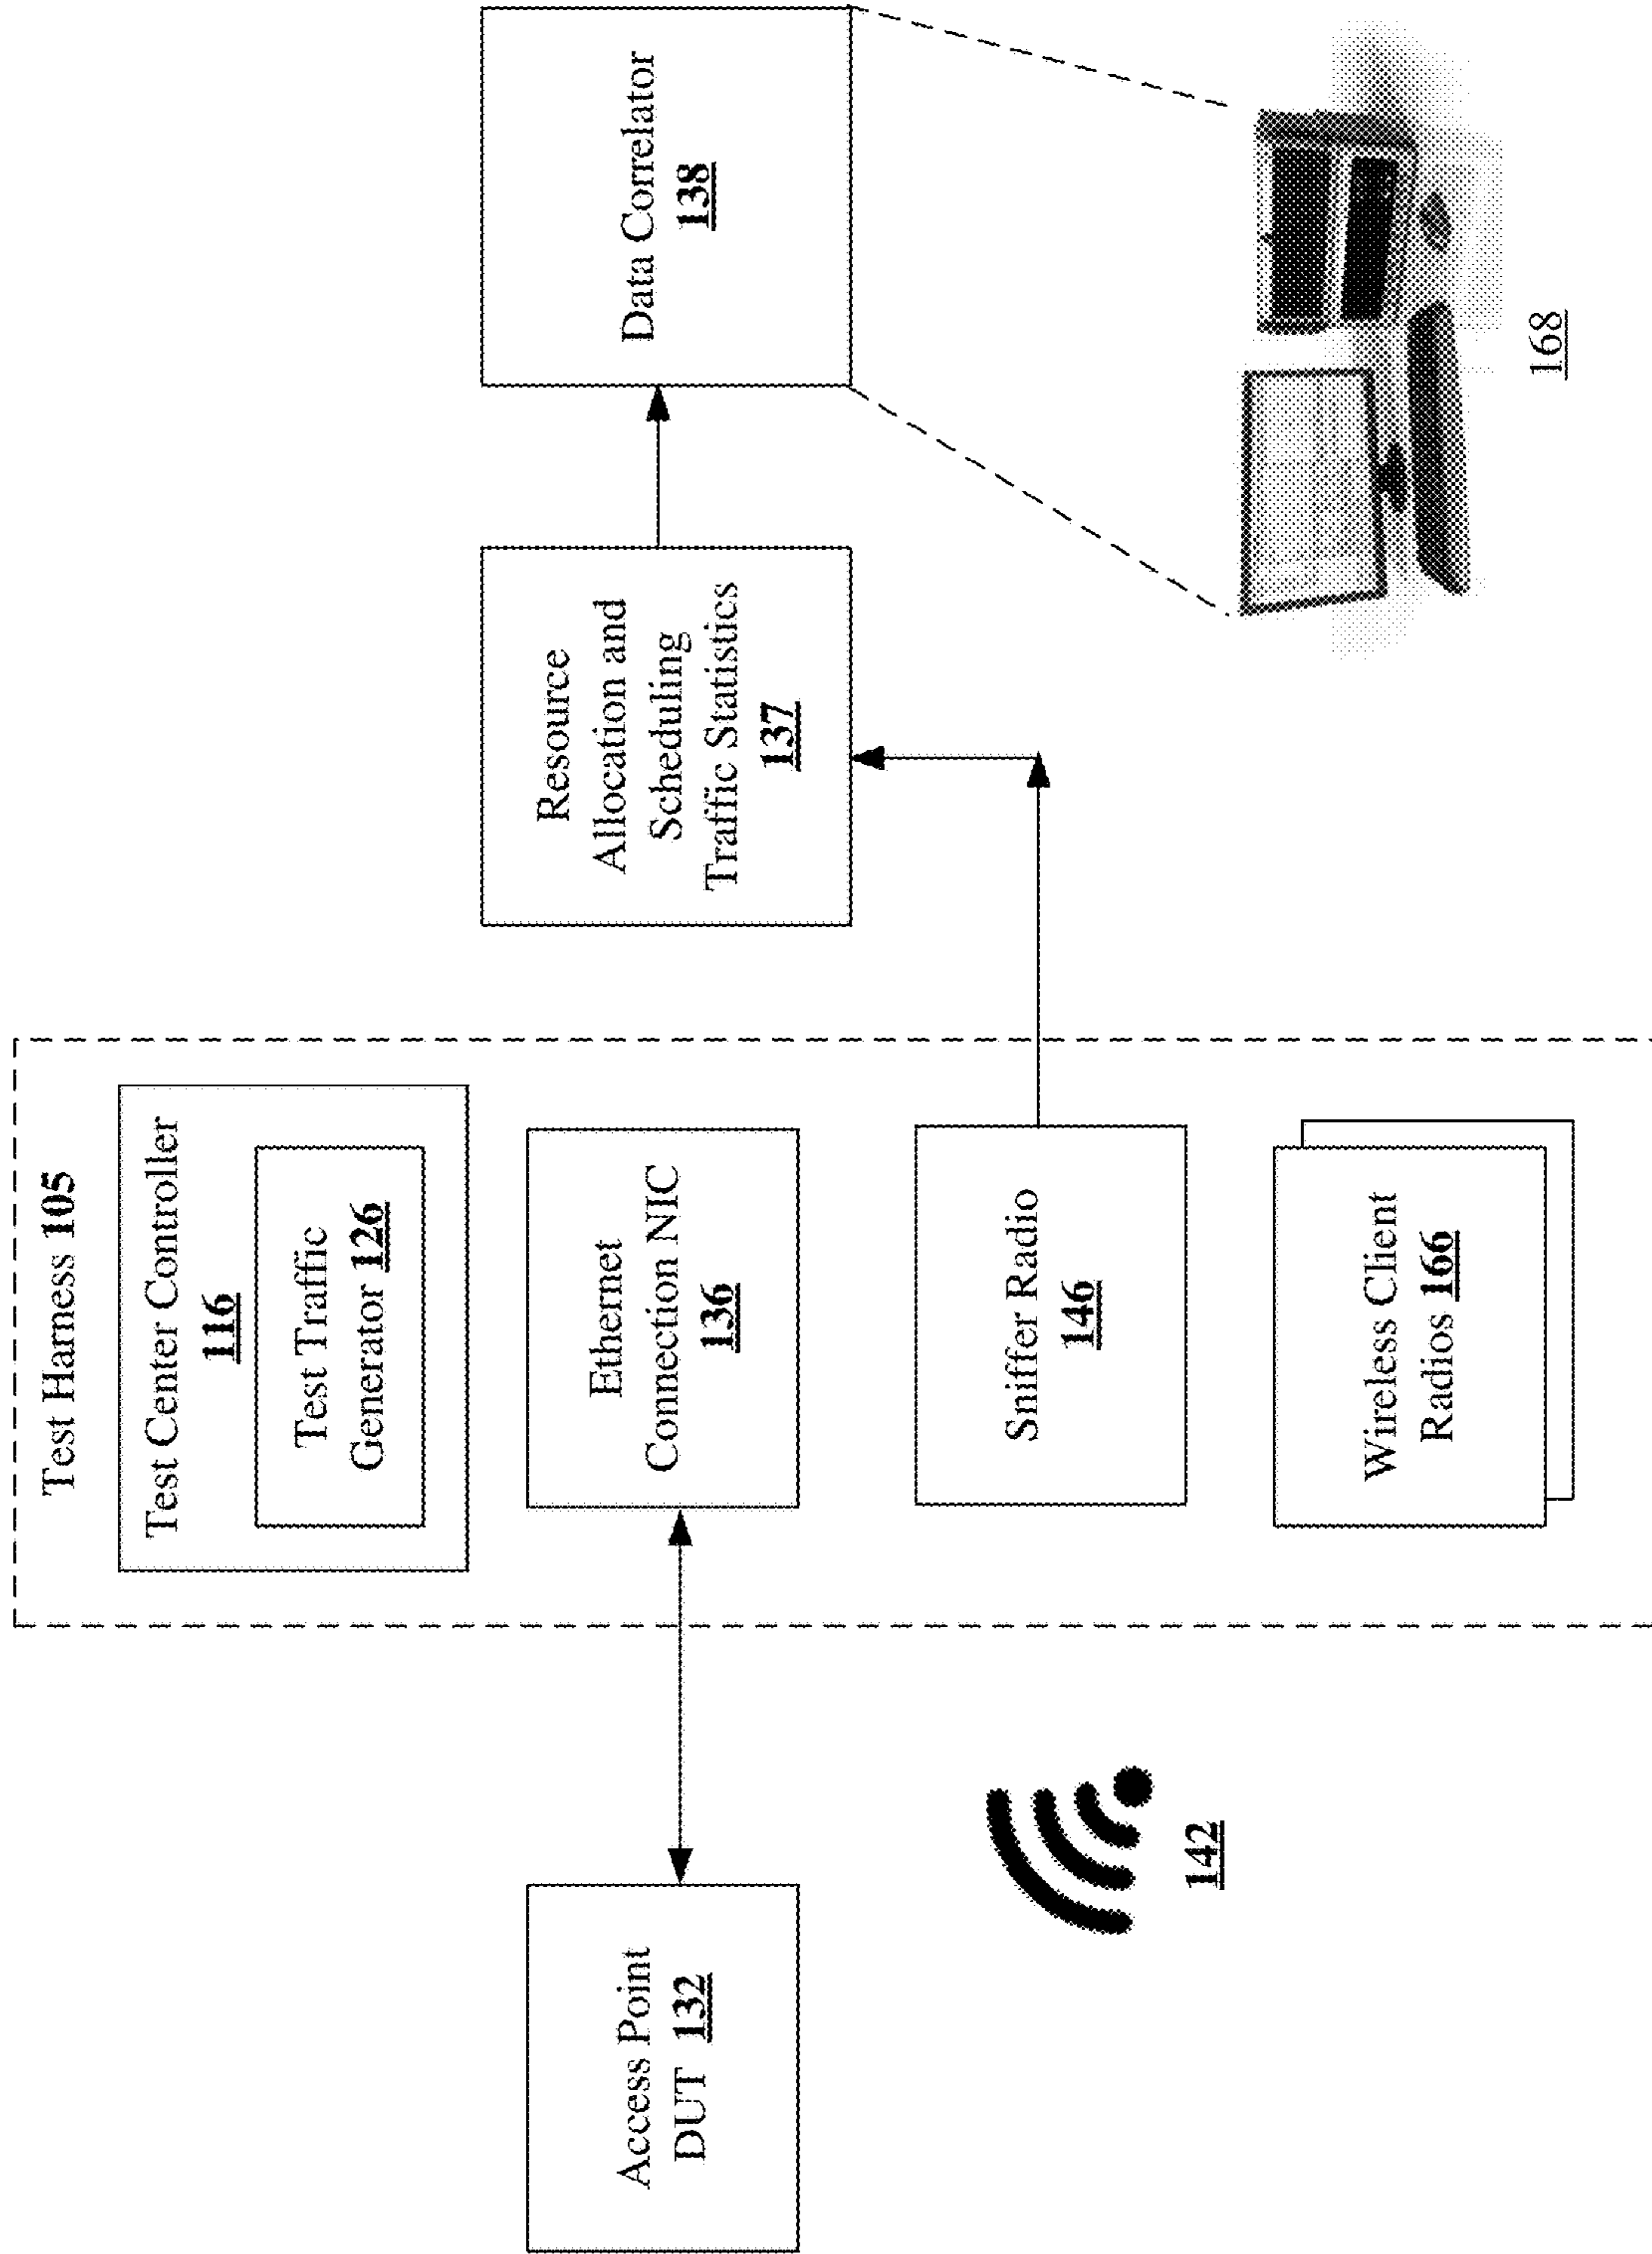 Test Harness 105
Test Center Controller
116
Test Traffic
Generator 126
Access Point
DUT 132
Ethernet
Connection NIC
136
Resource
Allocation and
Scheduling
Traffic Statistics
137
Data Correlator
138
142
Sniffer Radio
146
Wireless Client
Radios 166
168